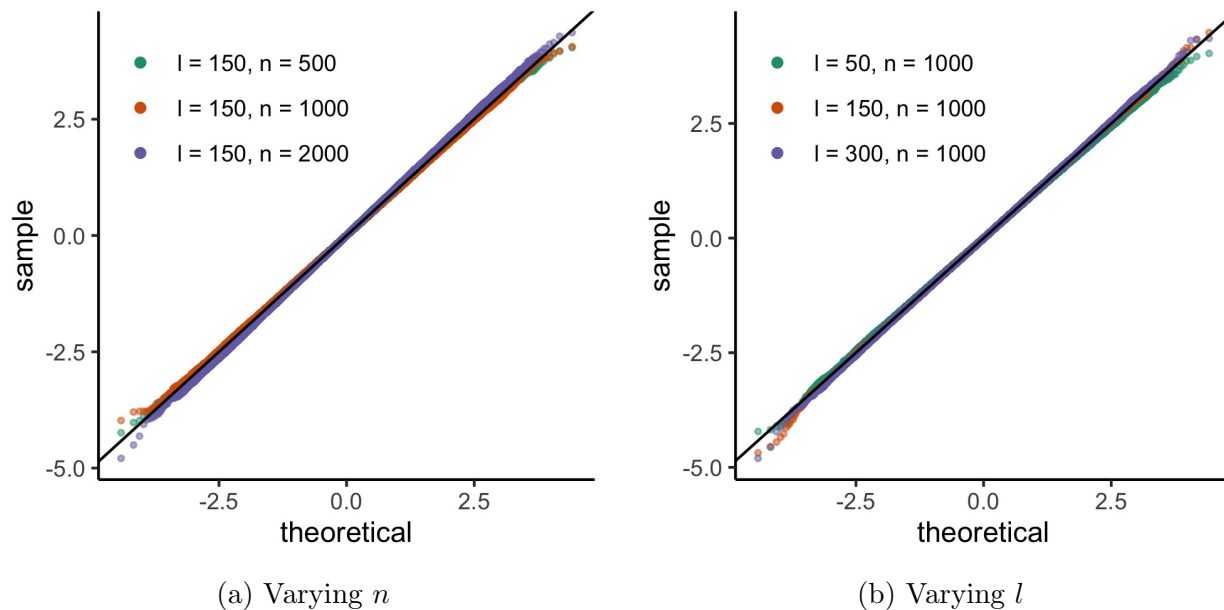 l = 150, n = 500
l = 150, n = 1000
l = 150, n = 2000
2.5
0.0
-2.5
-5.0
sample
-2.5 0.0 2.5
theoretical
(a) Varying n
l = 50, n = 1000
l = 150, n = 1000
l = 300, n = 1000
2.5
0.0
-2.5
-5.0
sample
-2.5 0.0 2.5
theoretical
(b) Varying l